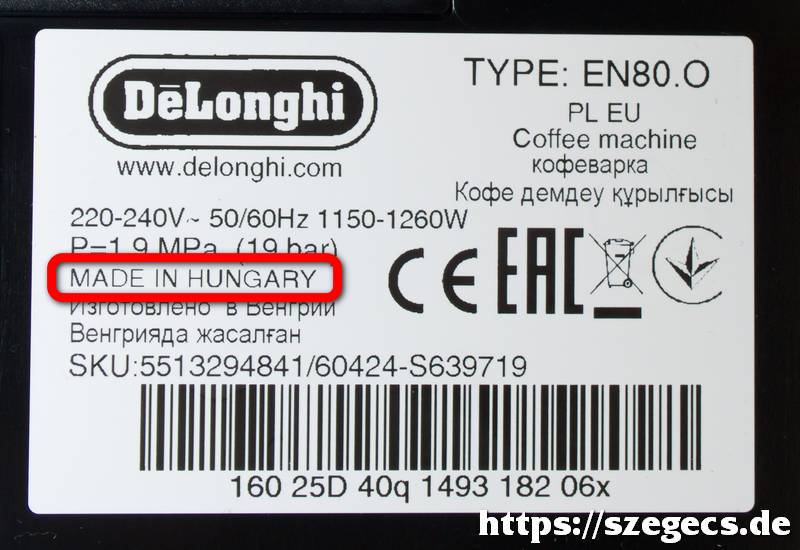 DēLonghi
www.delonghi.com
TYPE: EN80.O
PL EU
Coffee machine
кофеварка
Кофе демдеу құрылғысы
220-240V~ 50/60Hz 1150-1260W
P=1,9 MPa (19 bar)
MADE IN HUNGARY
Изготовлено в Венгрии
Венгрияда жасалған
SKU:5513294841/60424-S639719
CE EAC
160 25D 40q 1493 182 06x
https://szegecs.de